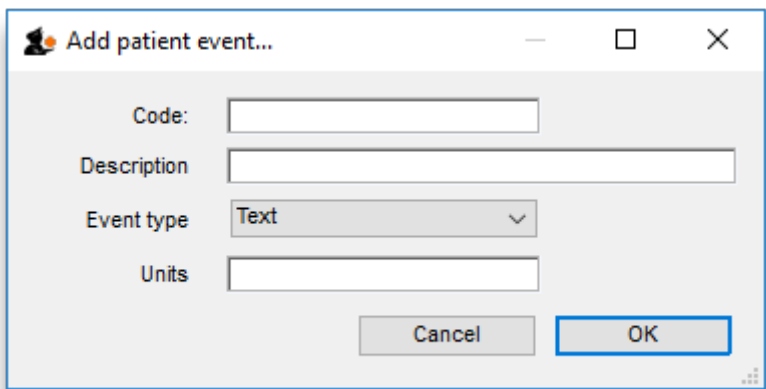 Add patient event...
Code:
Description
Event type Text
Units
Cancel OK